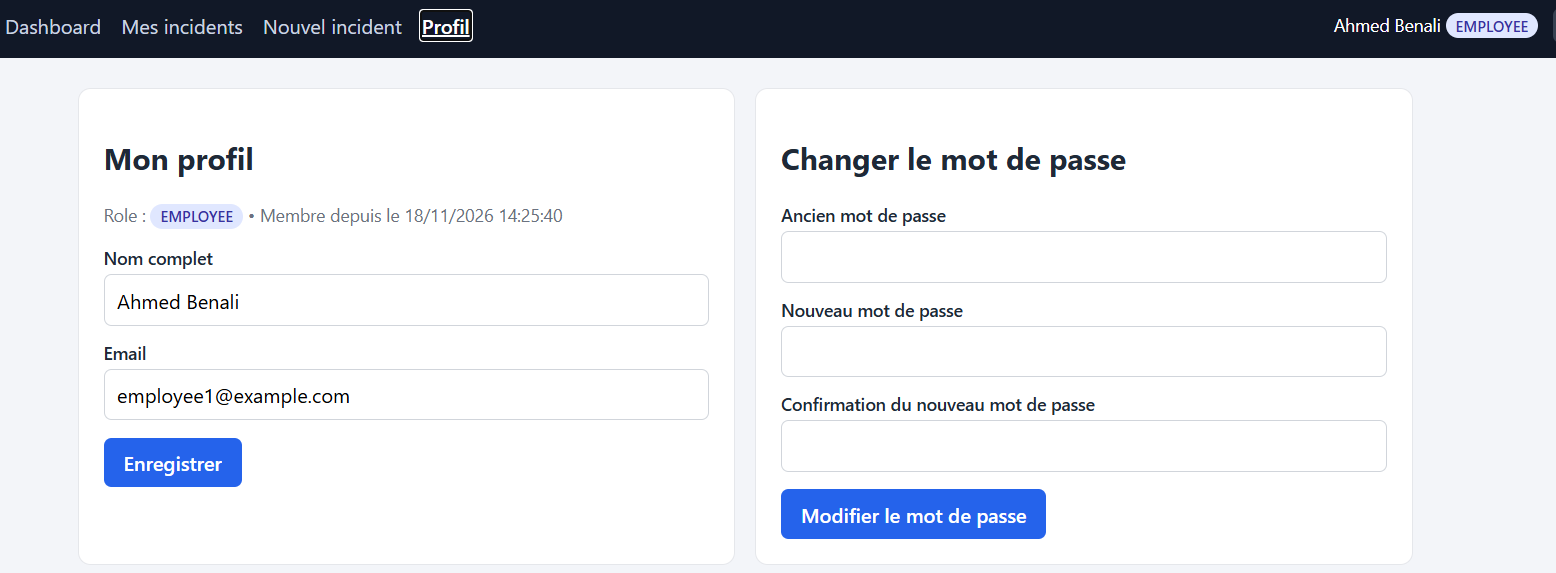 Dashboard Mes incidents Nouvel incident Profil Ahmed Benali EMPLOYEE
Mon profil
Role : EMPLOYEE • Membre depuis le 18/11/2026 14:25:40
Nom complet
Ahmed Benali
Email
employee1@example.com
Enregistrer
Changer le mot de passe
Ancien mot de passe
Nouveau mot de passe
Confirmation du nouveau mot de passe
Modifier le mot de passe